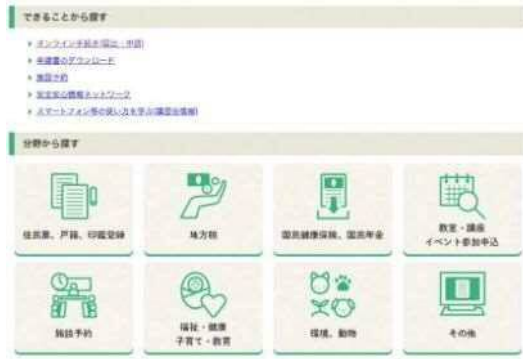 できることから探す
オンライン手続き(届出・申請)
申請書のダウンロード
施設予約
安全安心情報ネットワーク
スマートフォン等の使い方を学ぶ(講習会情報)
分野から探す
住民票、戸籍、印鑑登録
地方税
国民健康保険、国民年金
教室・講座
イベント参加申込
施設予約
福祉・健康
子育て・教育
環境、動物
その他